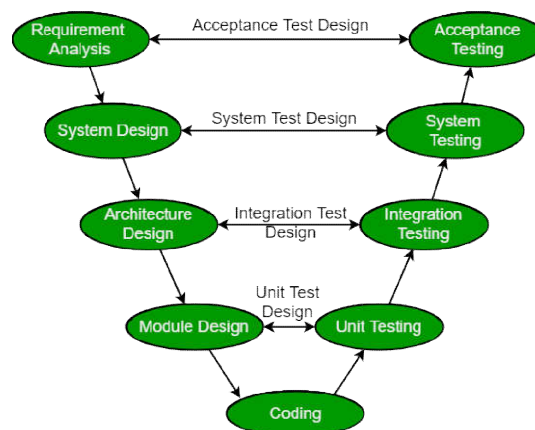 Requirement
Analysis
Acceptance Test Design
Acceptance
Testing
System Design
System Test Design
System
Testing
Architecture
Design
Integration Test
Design
Integration
Testing
Module Design
Unit Test
Design
Unit Testing
Coding